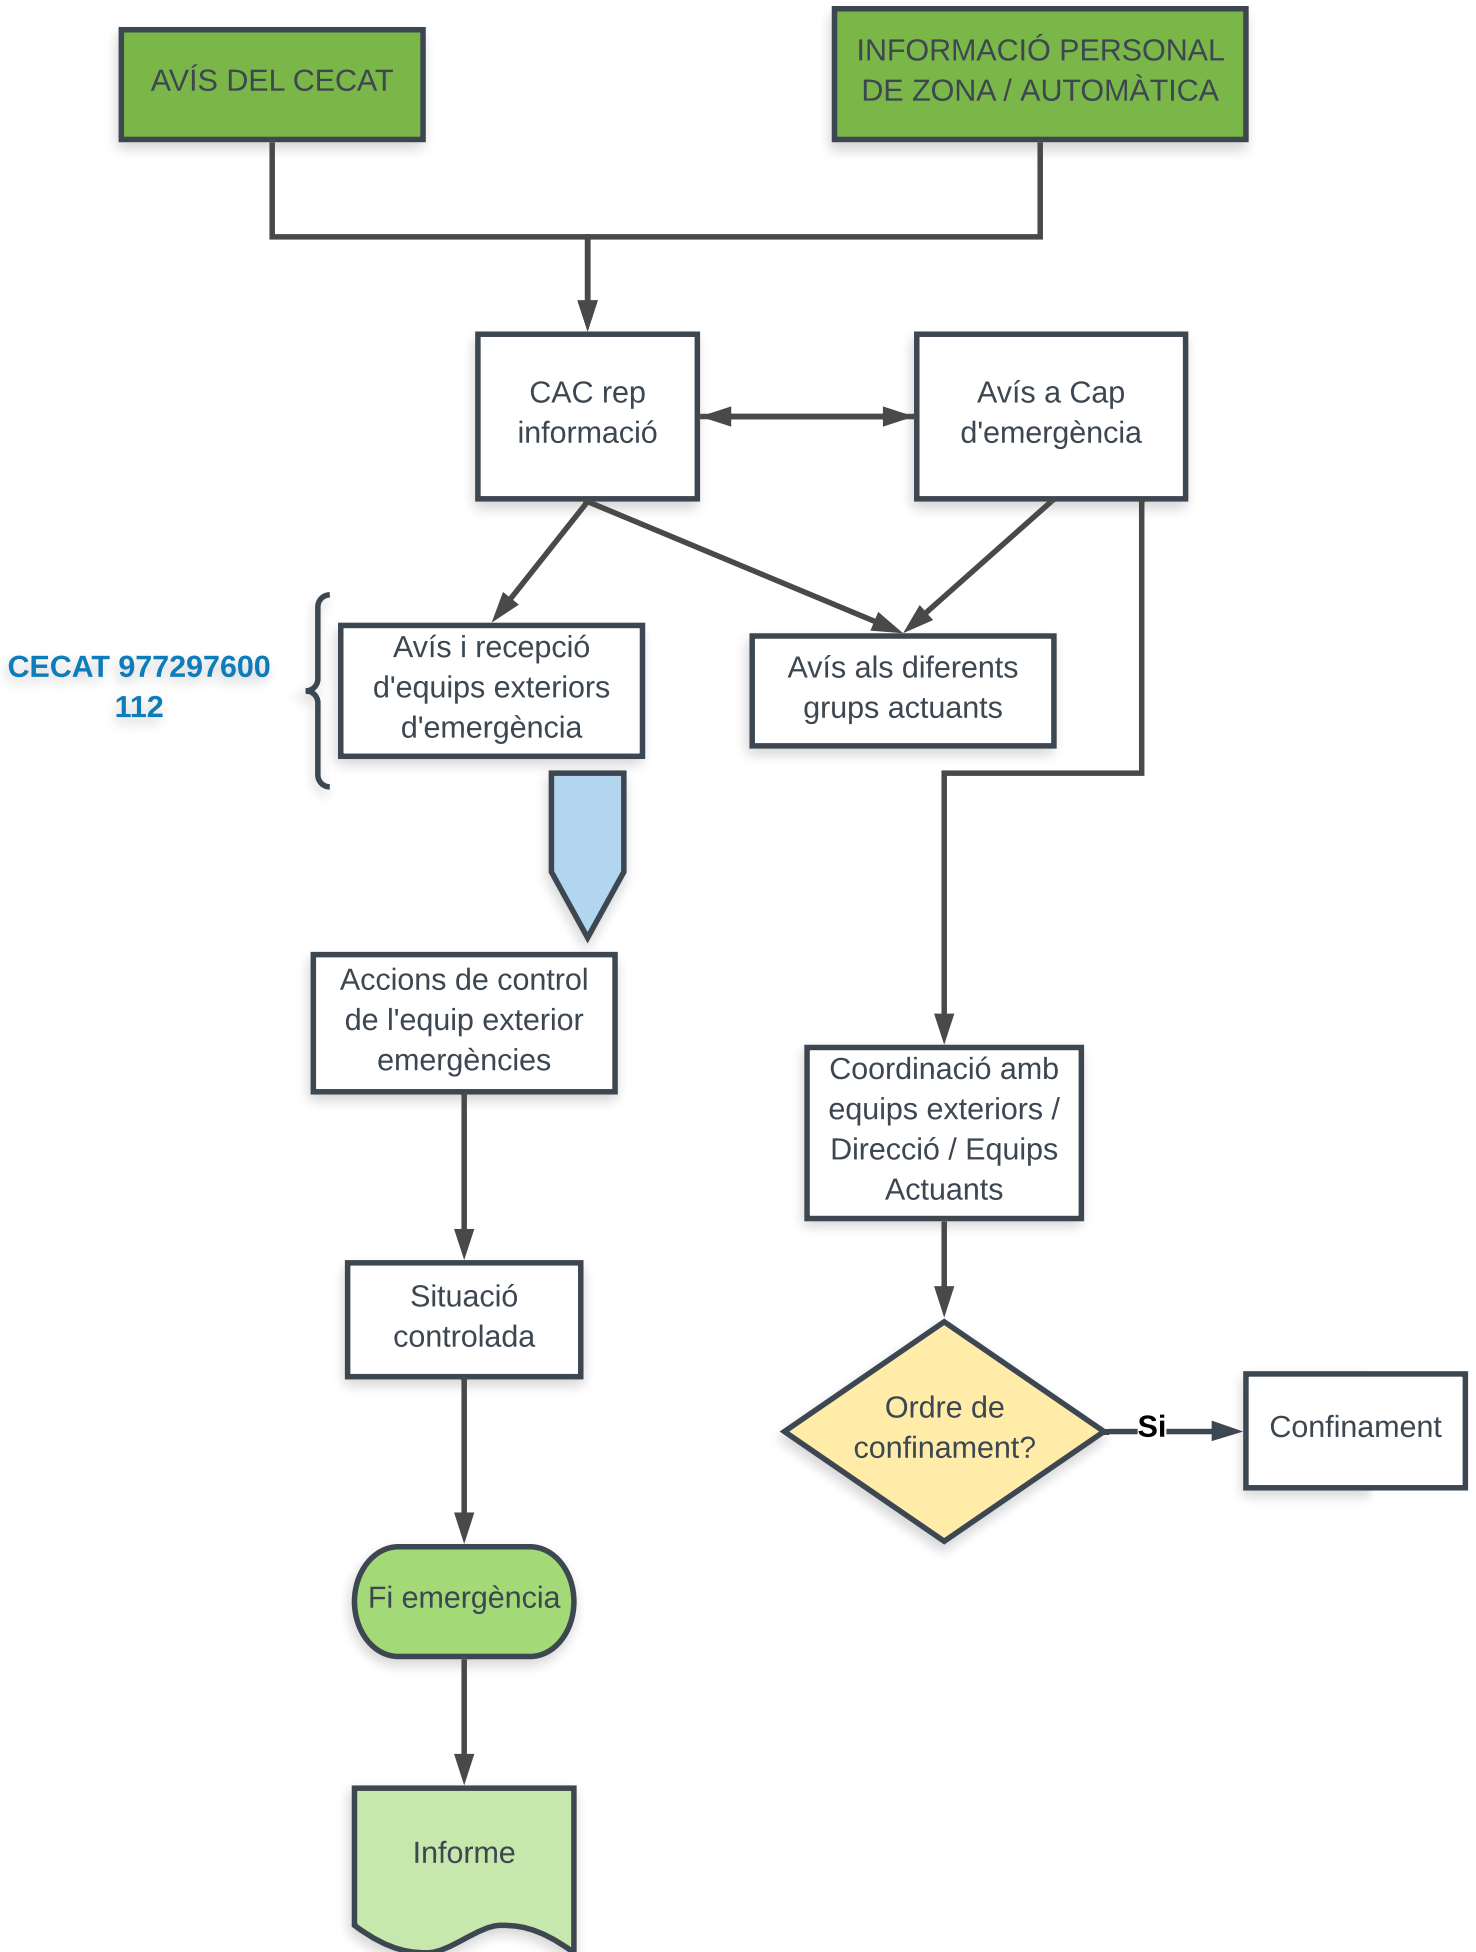 AVÍS DEL CECAT
INFORMACIÓ PERSONAL
DE ZONA / AUTOMÀTICA
CAC rep
informació
Avís a Cap
d'emergència
CECAT 977297600
112
Avís i recepció
d'equips exteriors
d'emergència
Avís als diferents
grups actuants
Accions de control
de l'equip exterior
emergències
Coordinació amb
equips exteriors /
Direcció / Equips
Actuants
Situació
controlada
Ordre de
confinament?
Si
Confinament
Fi emergència
Informe